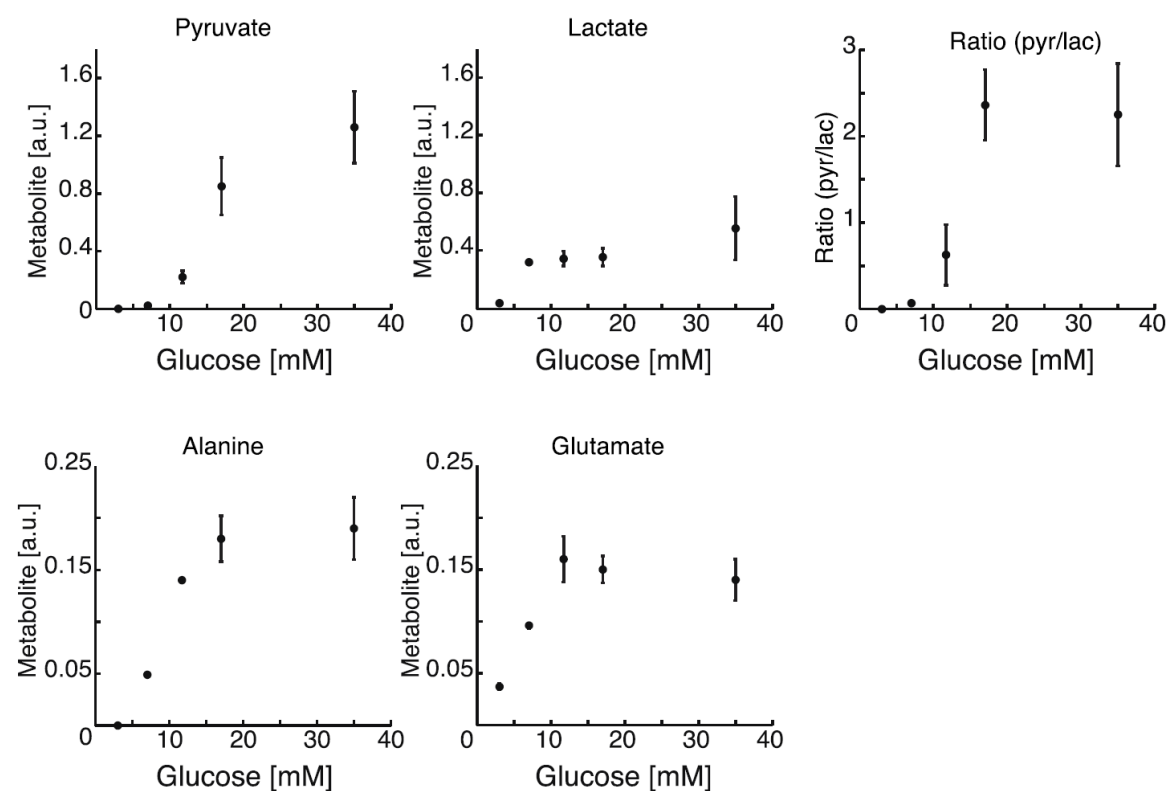 Pyruvate
Metabolite [a.u.]
1.6
1.2
0.8
0.4
0
10 20 30 40
Glucose [mM]
Lactate
Metabolite [a.u.]
1.6
1.2
0.8
0.4
0 10 20 30 40
Glucose [mM]
Ratio (pyr/lac)
Ratio (pyr/lac)
3
2
1
0 10 20 30 40
Glucose [mM]
Alanine
Metabolite [a.u.]
0.25
0.15
0.05
0 10 20 30 40
Glucose [mM]
Glutamate
Metabolite [a.u.]
0.25
0.15
0.05
0 10 20 30 40
Glucose [mM]